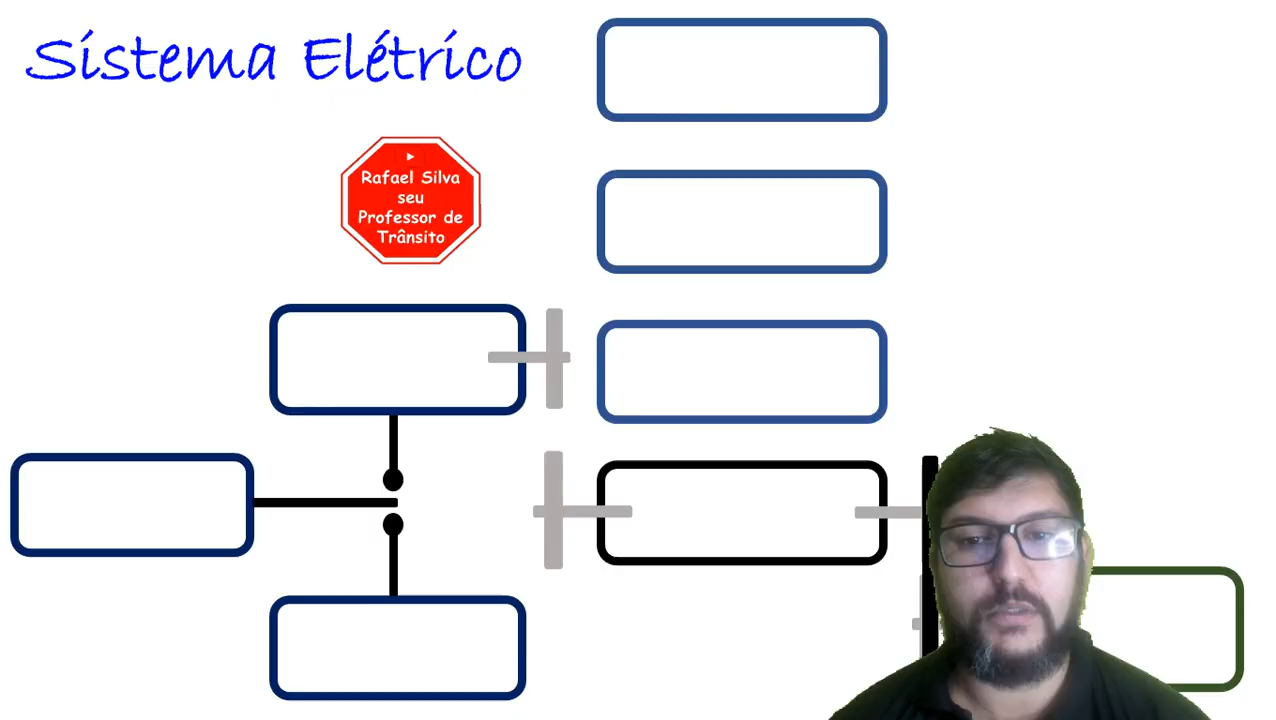 Sistema Elétrico
Rafael Silva
seu
Professor de
Trânsito